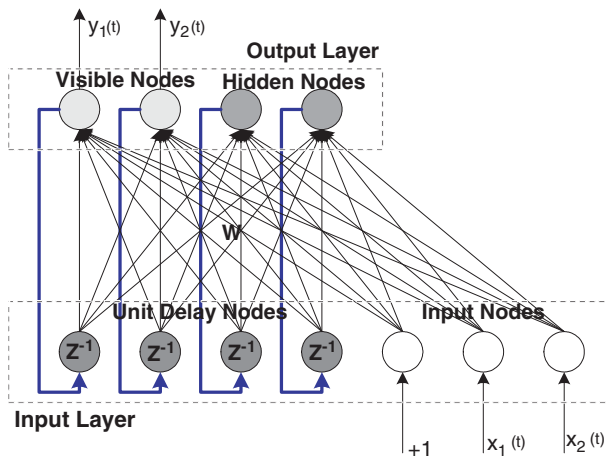 y1(t) y2(t)
Output Layer
Visible Nodes Hidden Nodes
W
Unit Delay Nodes Input Nodes
Z-1 Z-1 Z-1 Z-1
Input Layer
+1 x1(t) x2(t)